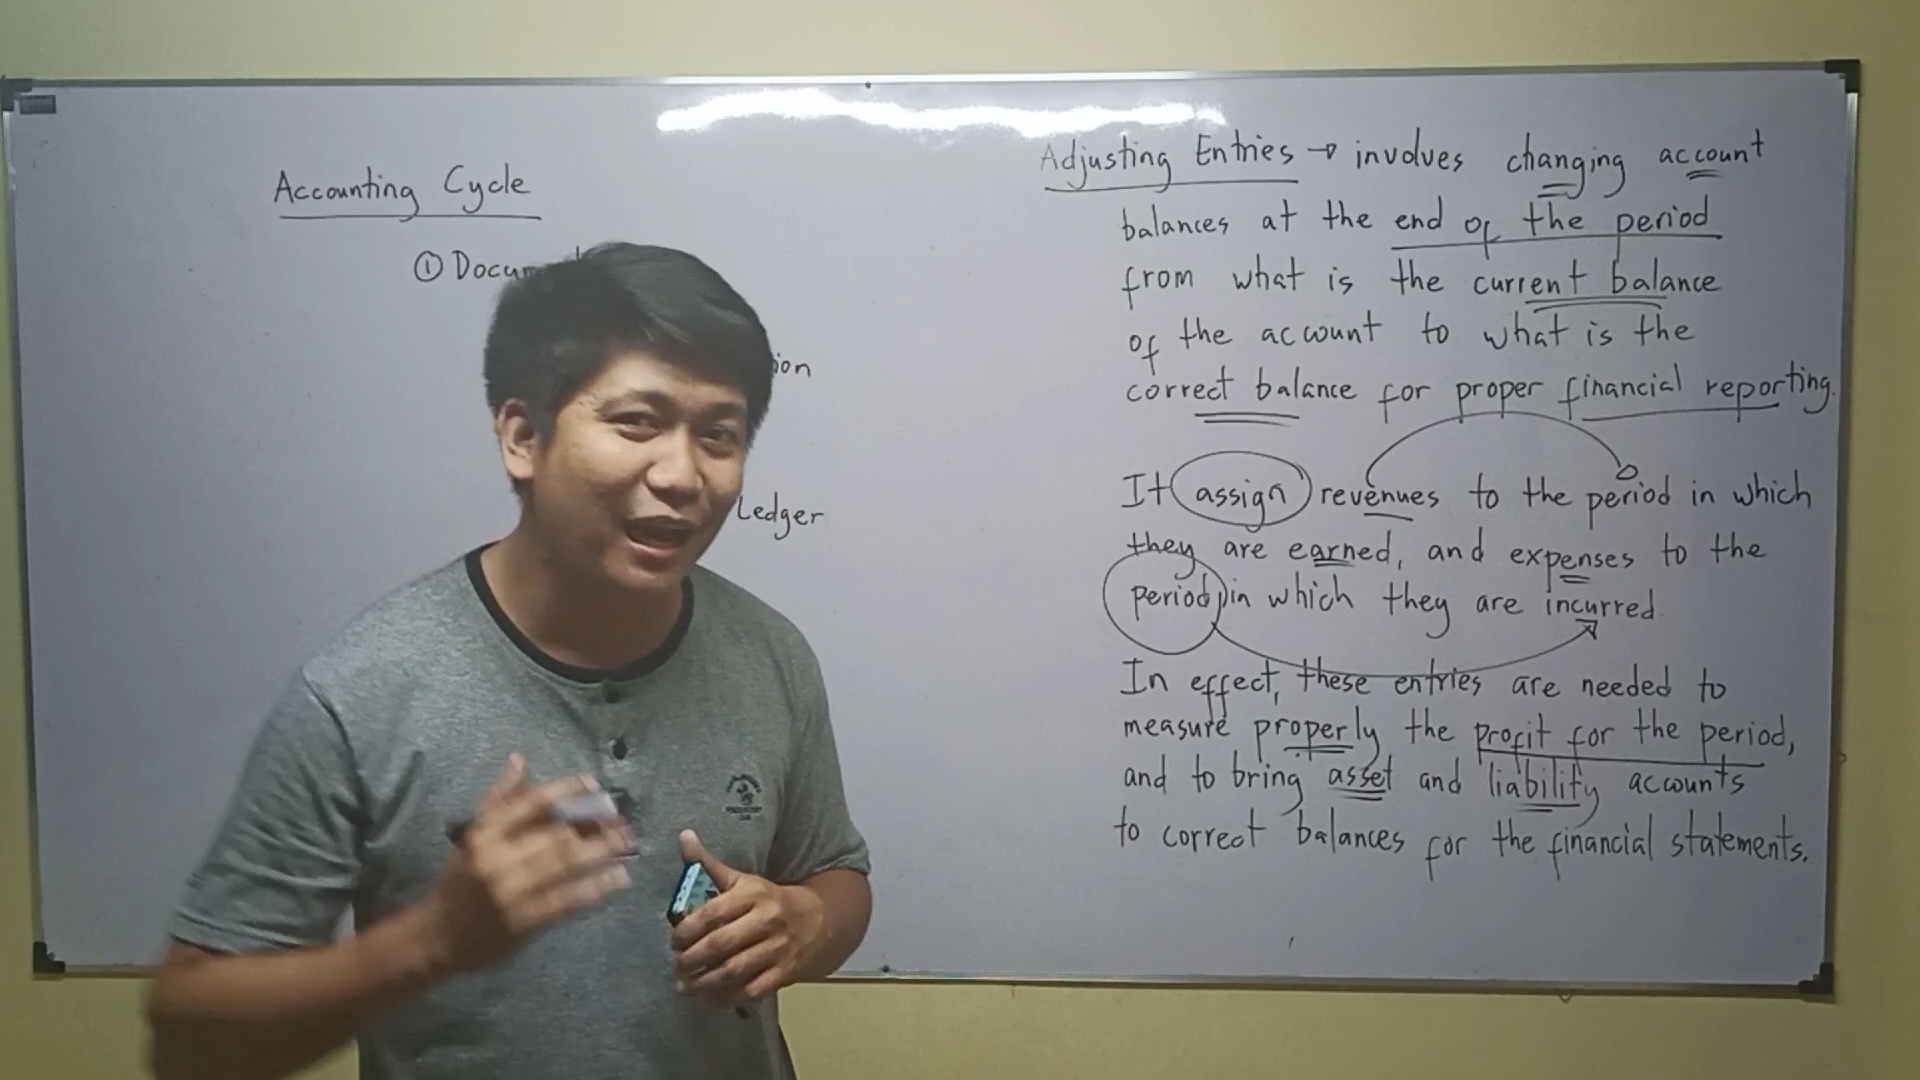 Accounting Cycle
① Docum
ion
Ledger
Adjusting Entries → involves changing account
balances at the end of the period
from what is the current balance
of the account to what is the
correct balance for proper financial reporting.
It assign revenues to the period in which
they are earned, and expenses to the
period, in which they are incurred.
In effect, these entries are needed to
measure properly the profit for the period,
and to bring asset and liability accounts
to correct balances for the financial statements.